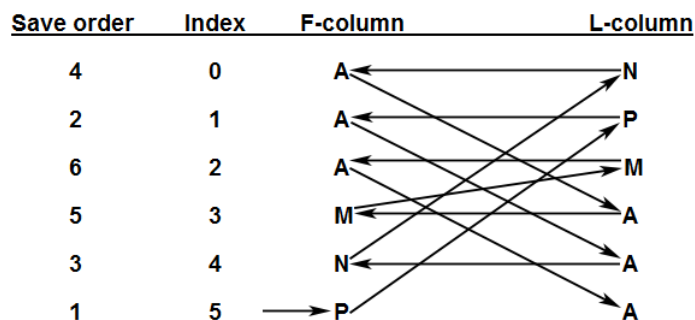 Save order Index F-column L-column
4 0 A N
2 1 A P
6 2 A M
5 3 M A
3 4 N A
1 5 P A